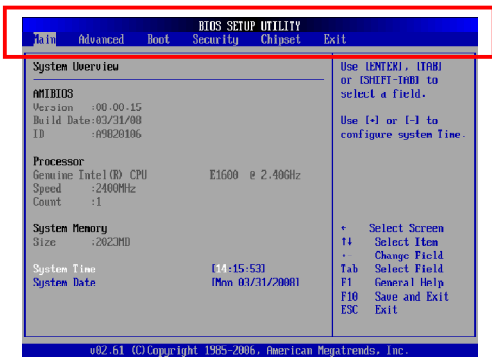 BIOS SETUP UTILITY
Main Advanced Boot Security Chipset Exit
System Overview
AMIBIOS
Version :08.00.15
Build Date:03/31/08
ID :A9820106
Processor
Genuine Intel(R) CPU E1600 @ 2.40GHz
Speed :2400MHz
Count :1
System Memory
Size :2023MB
System Time [14:15:53]
System Date [Mon 03/31/2008]
Use [ENTER], [TAB]
or [SHIFT-TAB] to
select a field.
Use [+] or [-] to
configure system Time.
← Select Screen
↑↓ Select Item
+- Change Field
Tab Select Field
F1 General Help
F10 Save and Exit
ESC Exit
v02.61 (C)Copyright 1985-2006, American Megatrends, Inc.